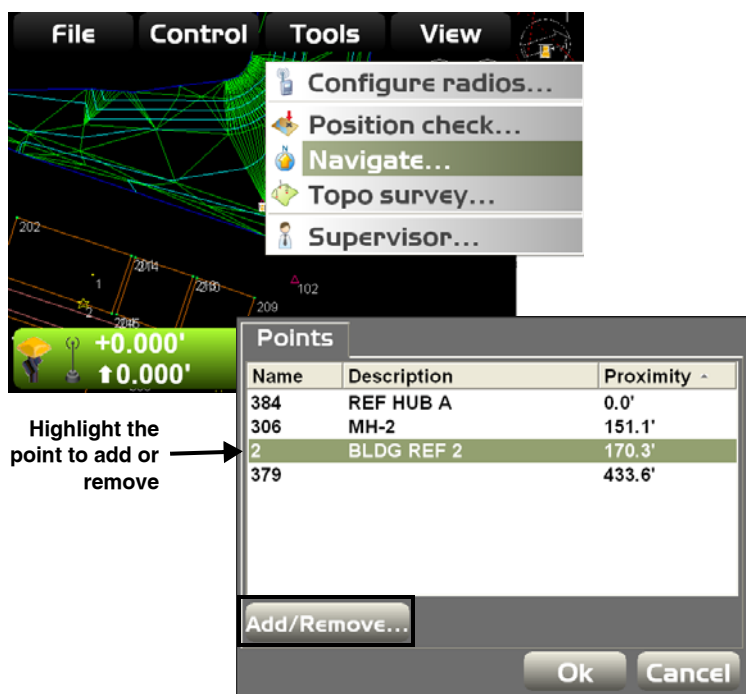 File Control Tools View
Configure radios...
N
Position check...
Navigate...
Topo survey...
Supervisor...
202
1
2
102
209
+0.000'
0.000'
Highlight the
point to add or
remove
Points
Name Description Proximity
384 REF HUB A 0.0'
306 MH-2 151.1'
2 BLDG REF 2 170.3'
379 433.6'
Add/Remove...
Ok Cancel